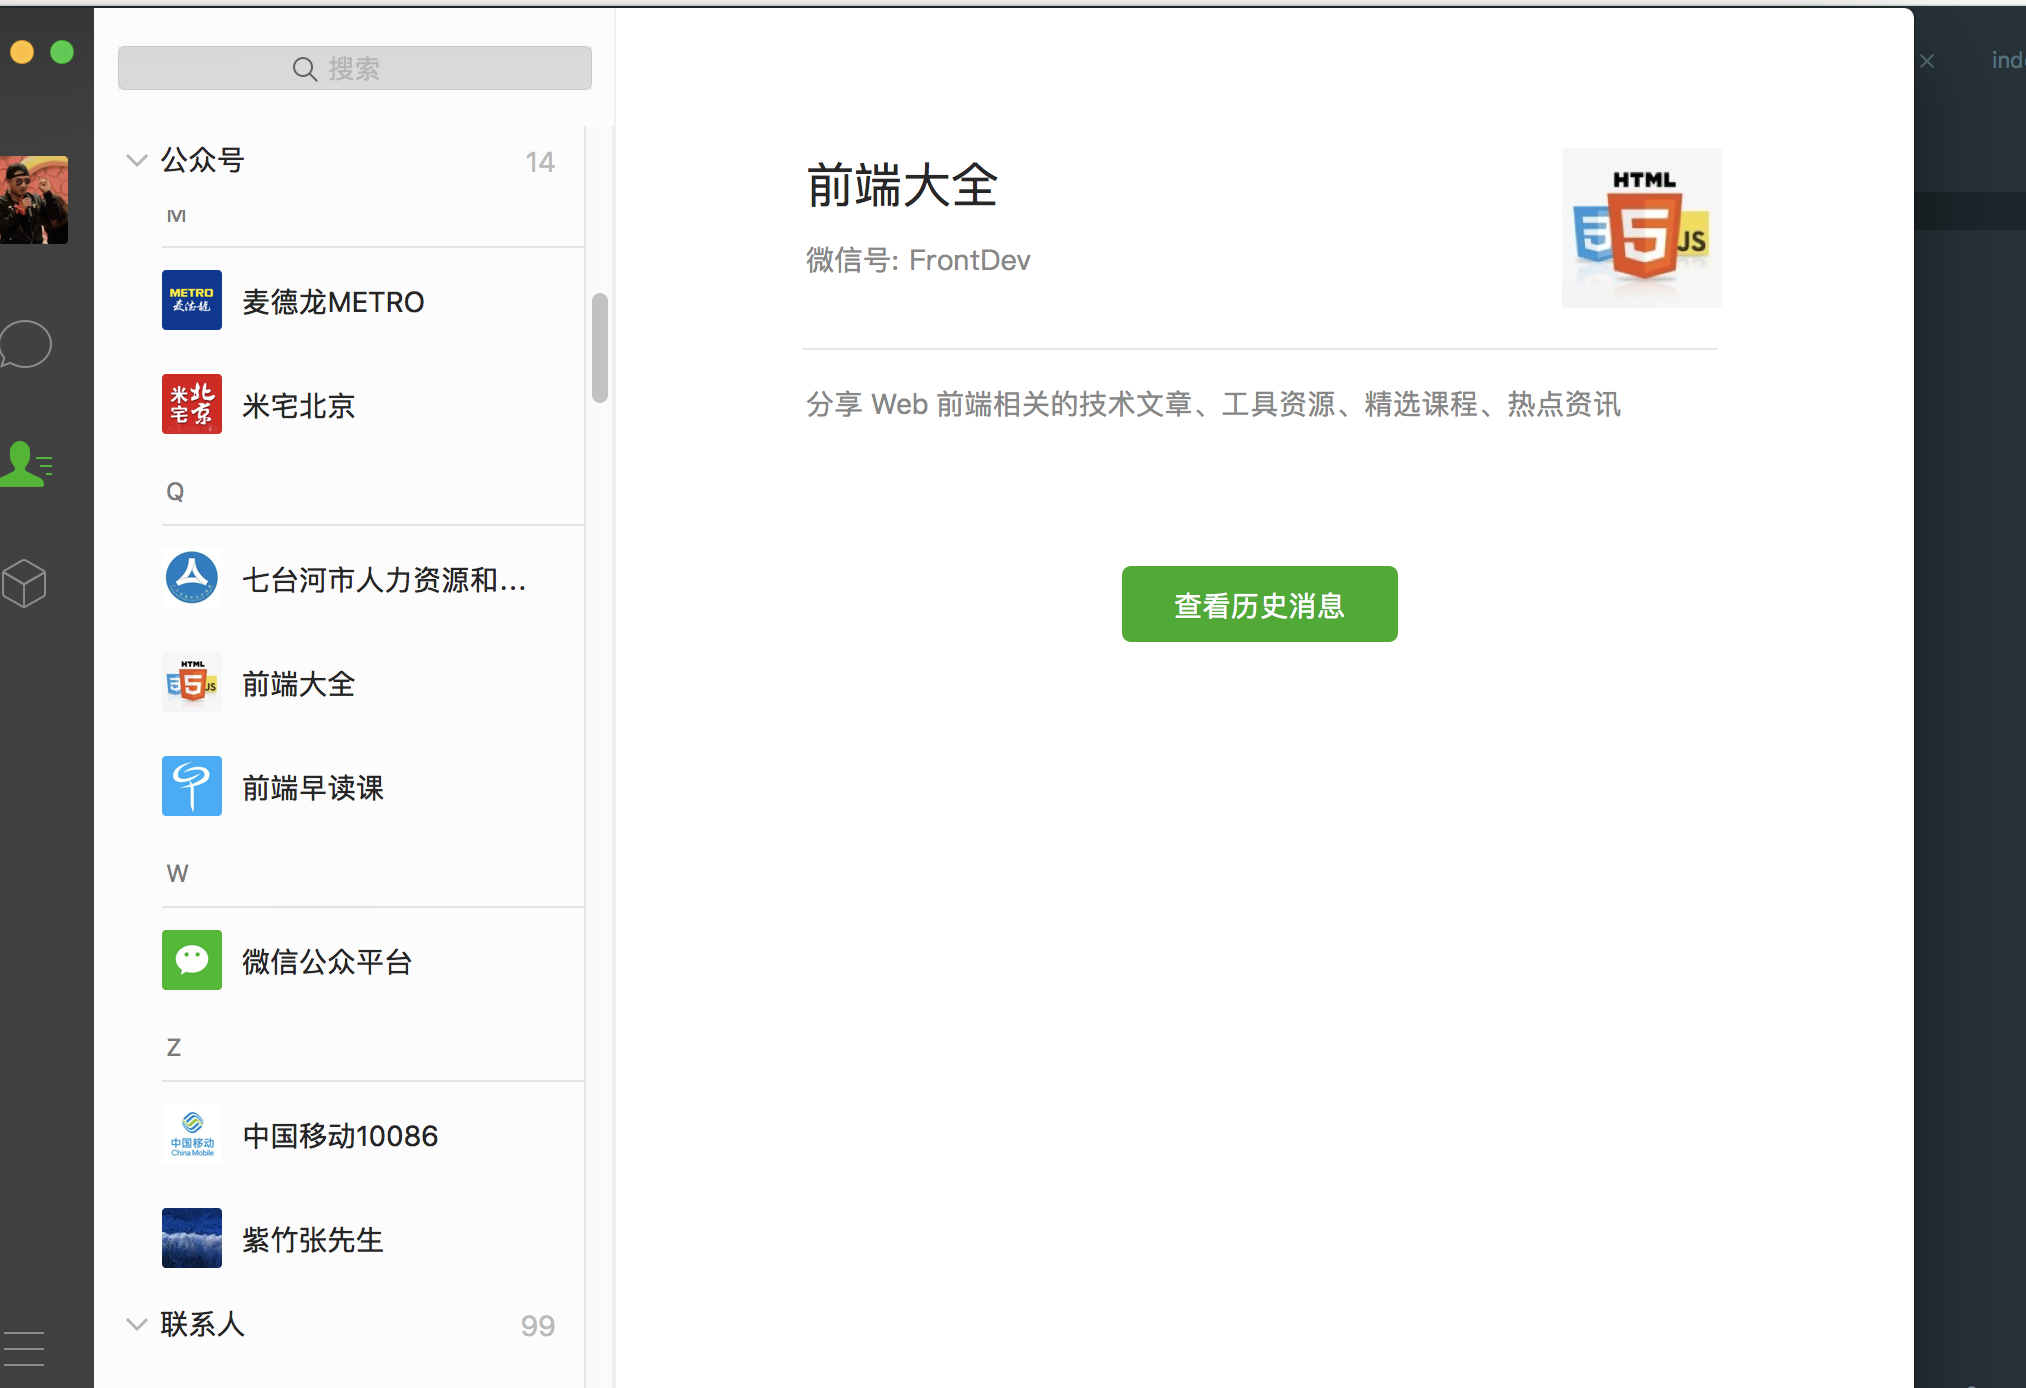 搜索
公众号 14
M
METRO
麦德龙
麦德龙METRO
米宅
北京
米宅北京
Q
七台河市人力资源和...
HTML
3 5 JS
前端大全
前端早读课
W
微信公众平台
Z
中国移动
China Mobile
中国移动10086
紫竹张先生
联系人 99
前端大全
微信号: FrontDev
HTML
3 5 JS
分享 Web 前端相关的技术文章、工具资源、精选课程、热点资讯
查看历史消息